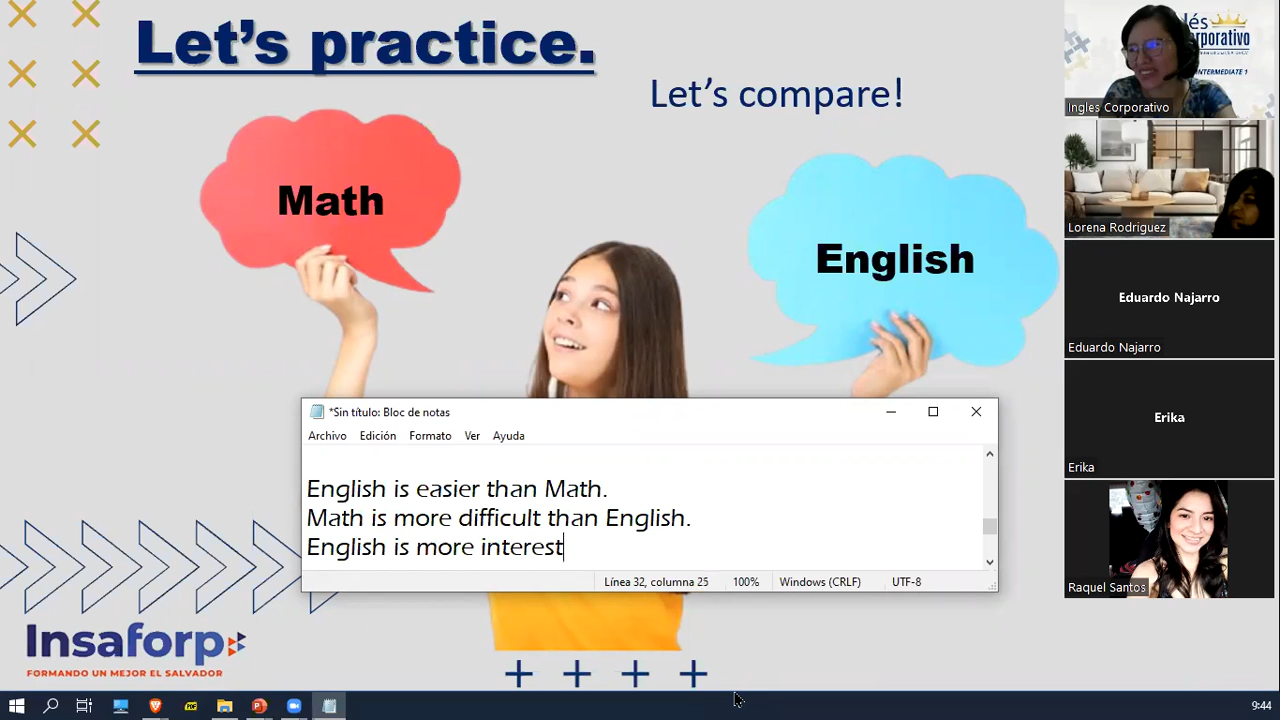 Let's practice.
Let's compare!
Math
English
*Sin título: Bloc de notas
Archivo Edición Formato Ver Ayuda
English is easier than Math.
Math is more difficult than English.
English is more interest
Línea 32, columna 25 100% Windows (CRLF) UTF-8
Insaforp
FORMANDO UN MEJOR EL SALVADOR
INTERMEDIATE 1
Ingles Corporativo
Lorena Rodriguez
Eduardo Najarro
Eduardo Najarro
Erika
Erika
Raquel Santos
9:44